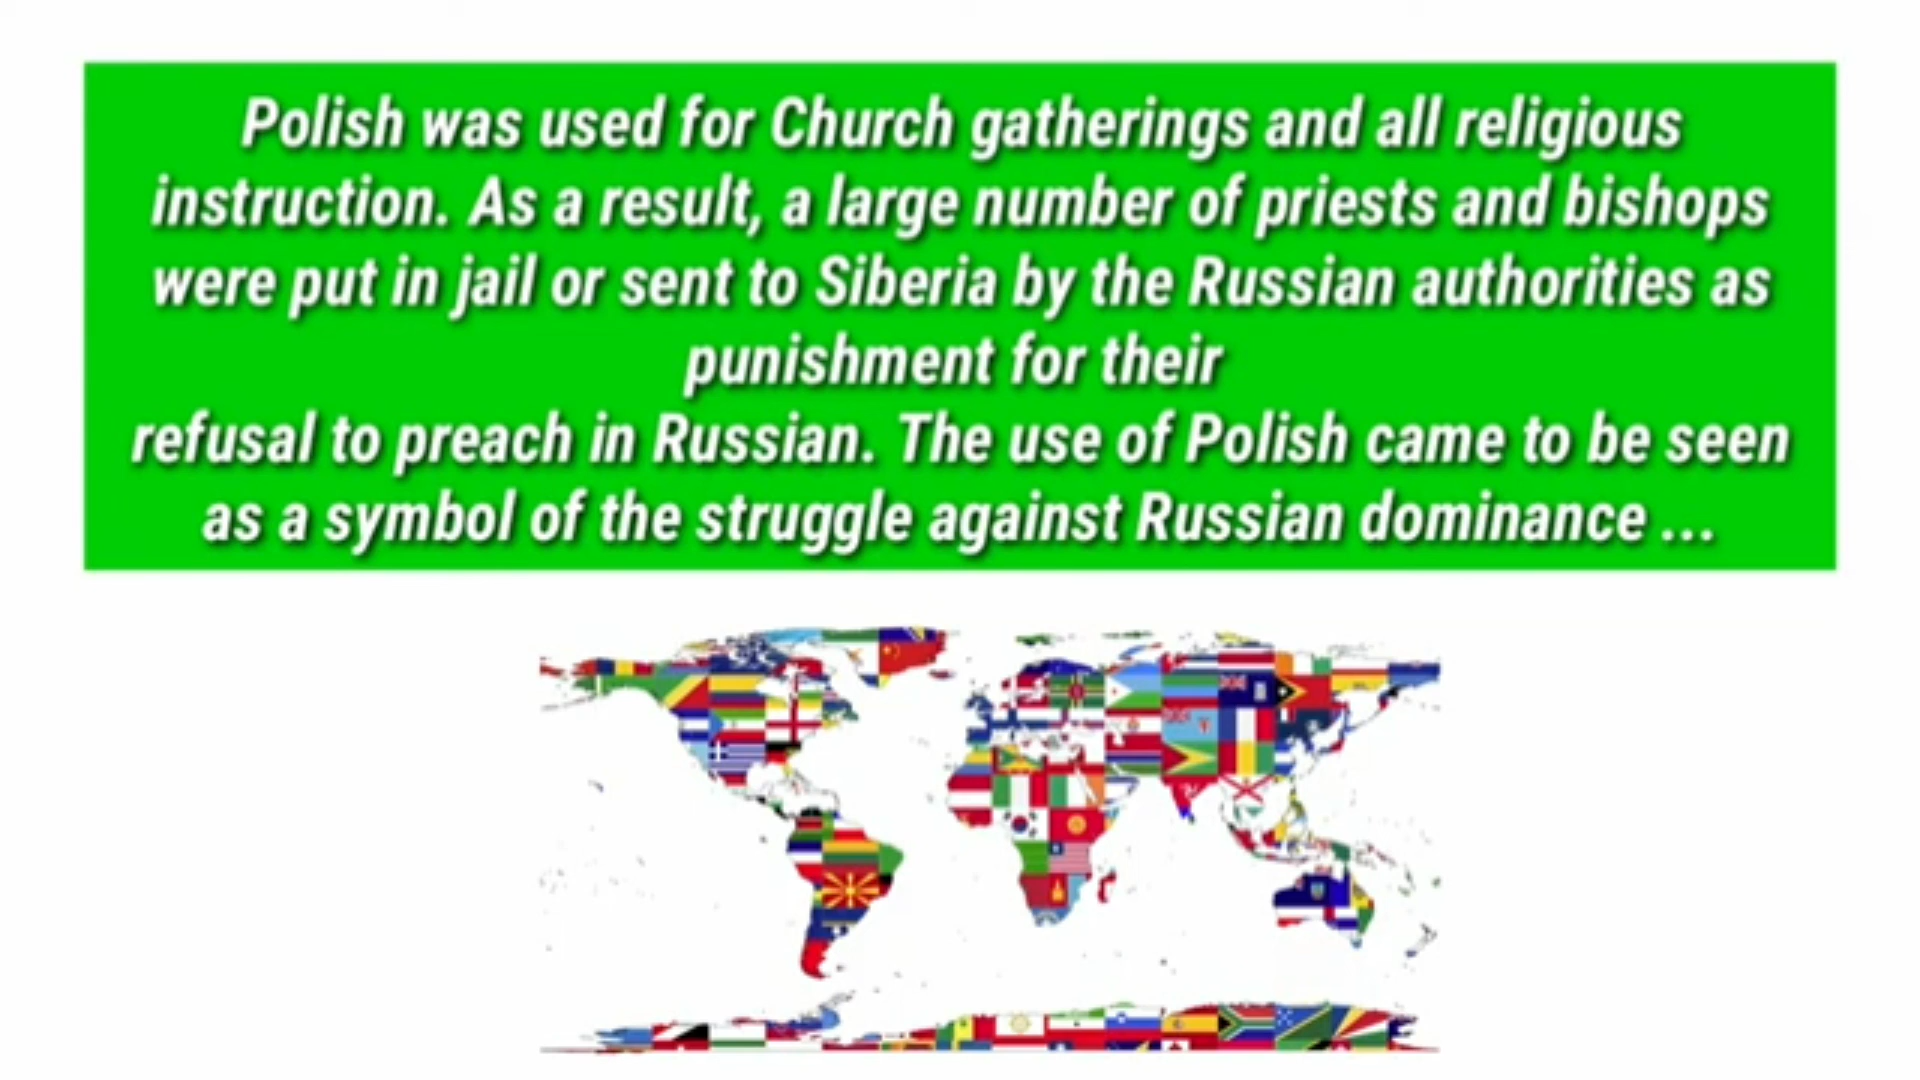 Polish was used for Church gatherings and all religious
instruction. As a result, a large number of priests and bishops
were put in jail or sent to Siberia by the Russian authorities as
punishment for their
refusal to preach in Russian. The use of Polish came to be seen
as a symbol of the struggle against Russian dominance ...